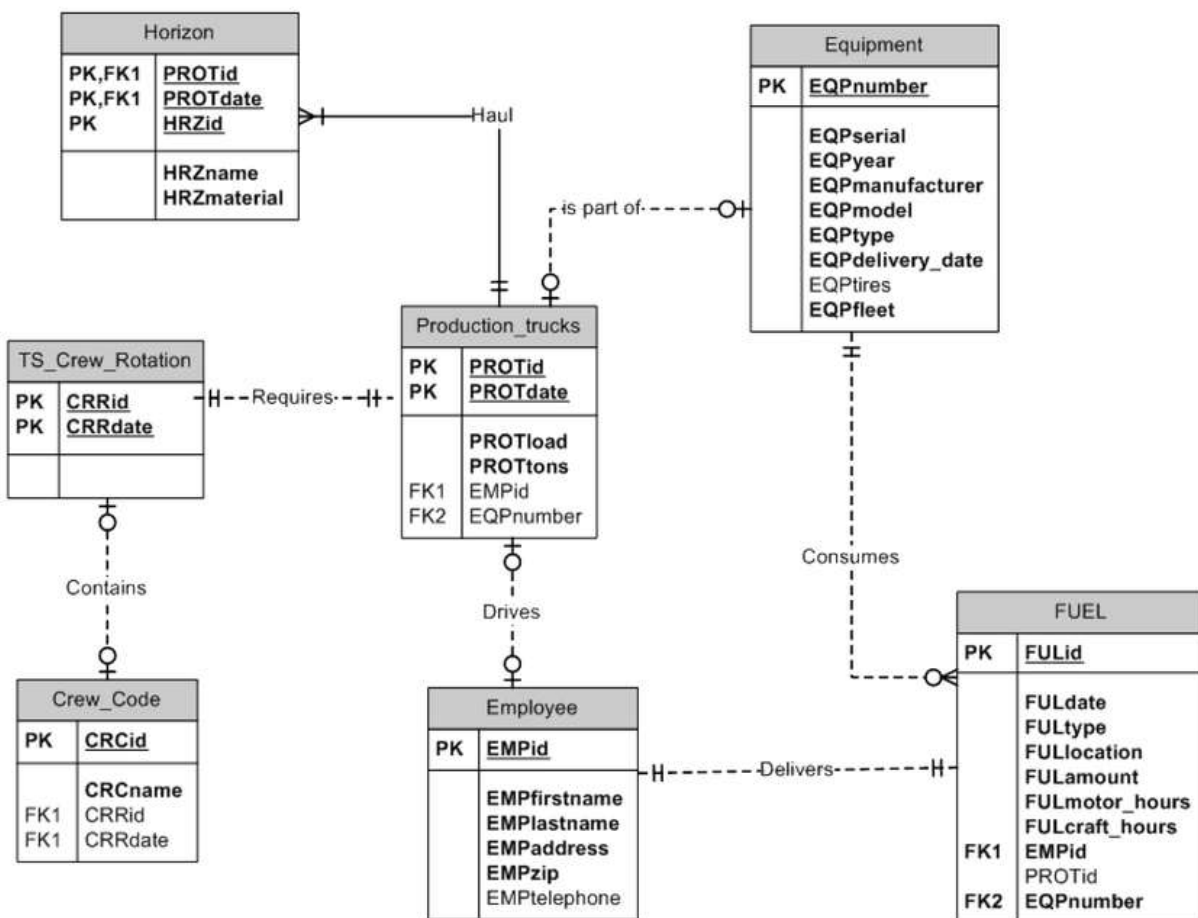 Horizon
PK,FK1 PROTid
PK,FK1 PROTdate
PK HRZid
HRZname
HRZmaterial
Haul
Equipment
PK EQPnumber
EQPserial
EQPyear
EQPmanufacturer
EQPmodel
EQPtype
EQPdelivery_date
EQPtires
EQPfleet
is part of
Production_trucks
PK PROTid
PK PROTdate
PROTload
PROTtons
FK1 EMPid
FK2 EQPnumber
TS_Crew_Rotation
PK CRRid
PK CRRdate
Requires
Contains
Drives
Consumes
Crew_Code
PK CRCid
CRCname
FK1 CRRid
FK1 CRRdate
Employee
PK EMPid
EMPfirstname
EMPlastname
EMPaddress
EMPzip
EMPtelephone
Delivers
FUEL
PK FULid
FULdate
FULtype
FULlocation
FULamount
FULmotor_hours
FULcraft_hours
FK1 EMPid
PROTid
FK2 EQPnumber